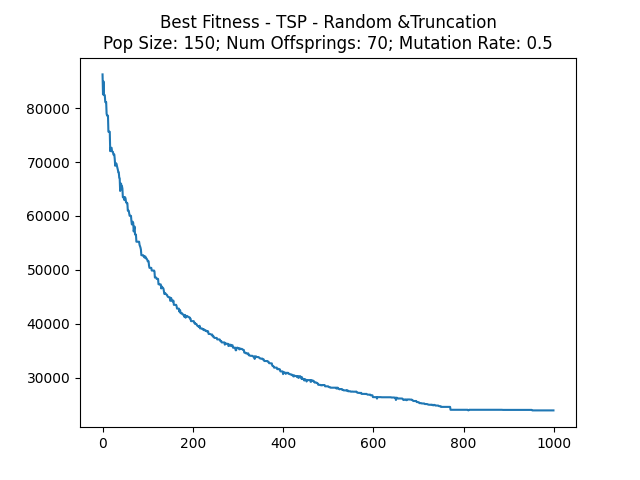 Best Fitness - TSP - Random &Truncation
Pop Size: 150; Num Offsprings: 70; Mutation Rate: 0.5
80000
70000
60000
50000
40000
30000
0 200 400 600 800 1000